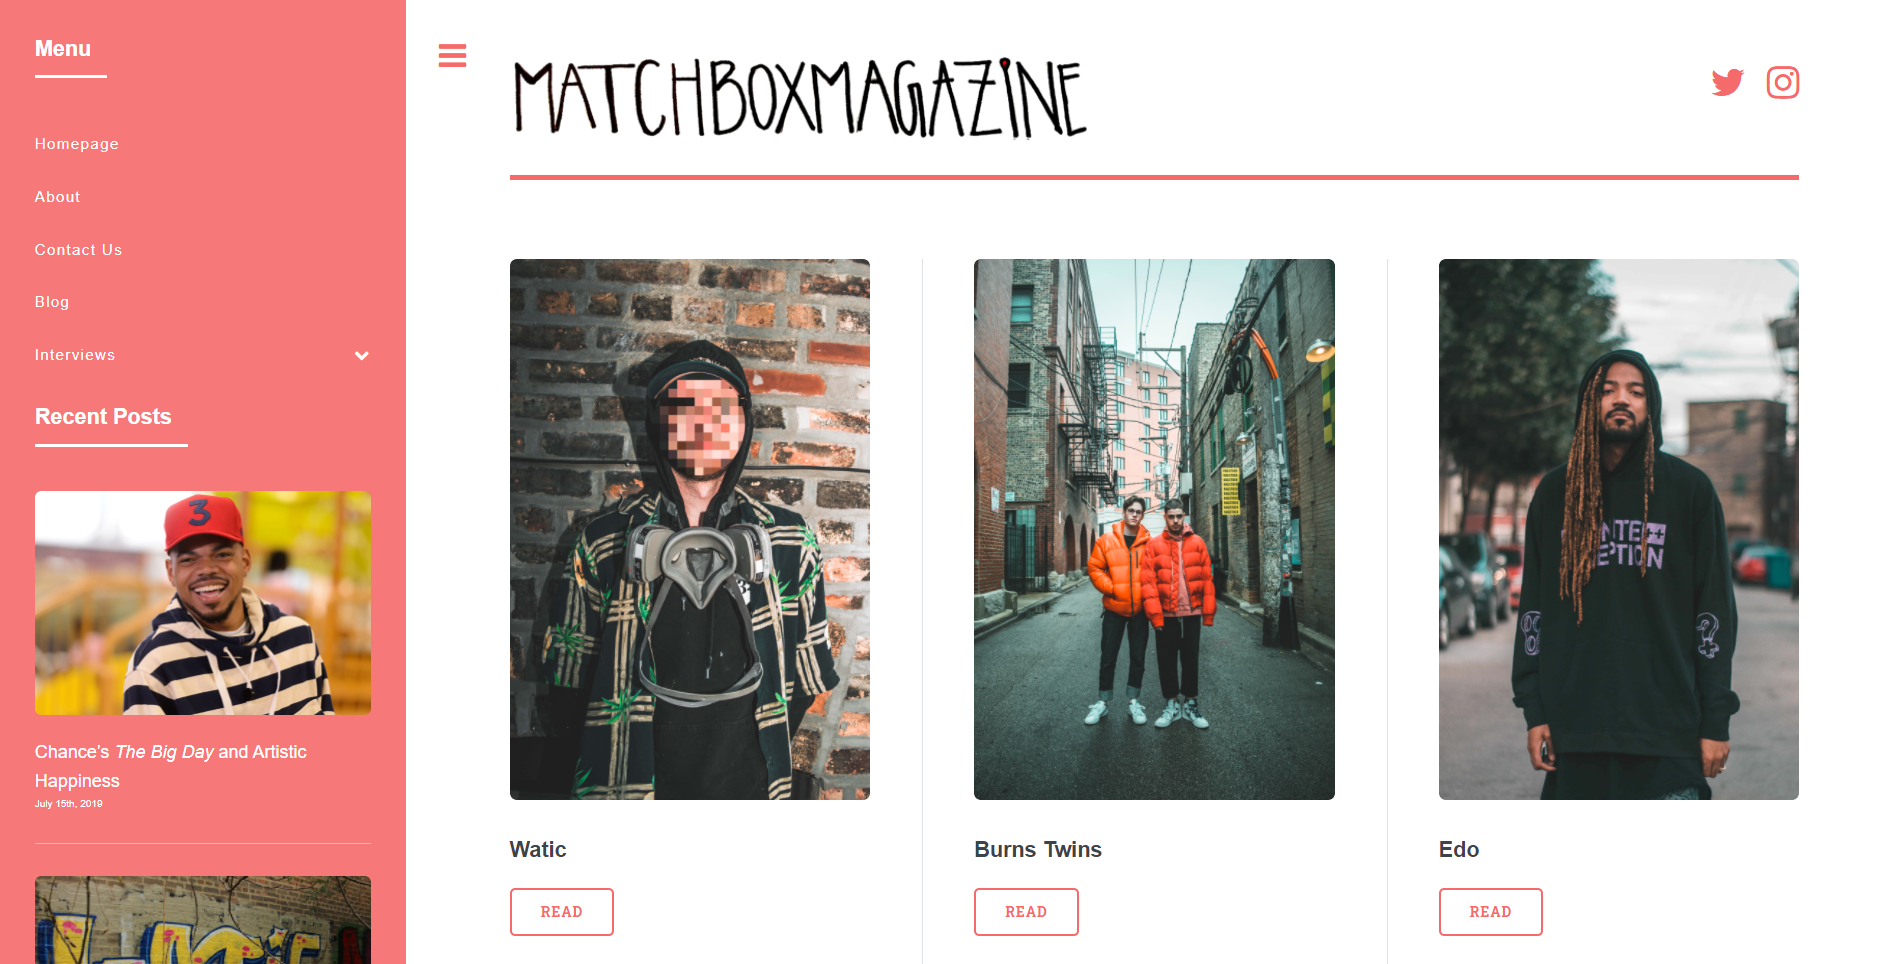 Menu
Homepage
About
Contact Us
Blog
Interviews
Recent Posts
3
Chance’s The Big Day and Artistic
Happiness
July 15th, 2019
MATCHBOXMAGAZINE
Watic
READ
Burns Twins
READ
Edo
READ